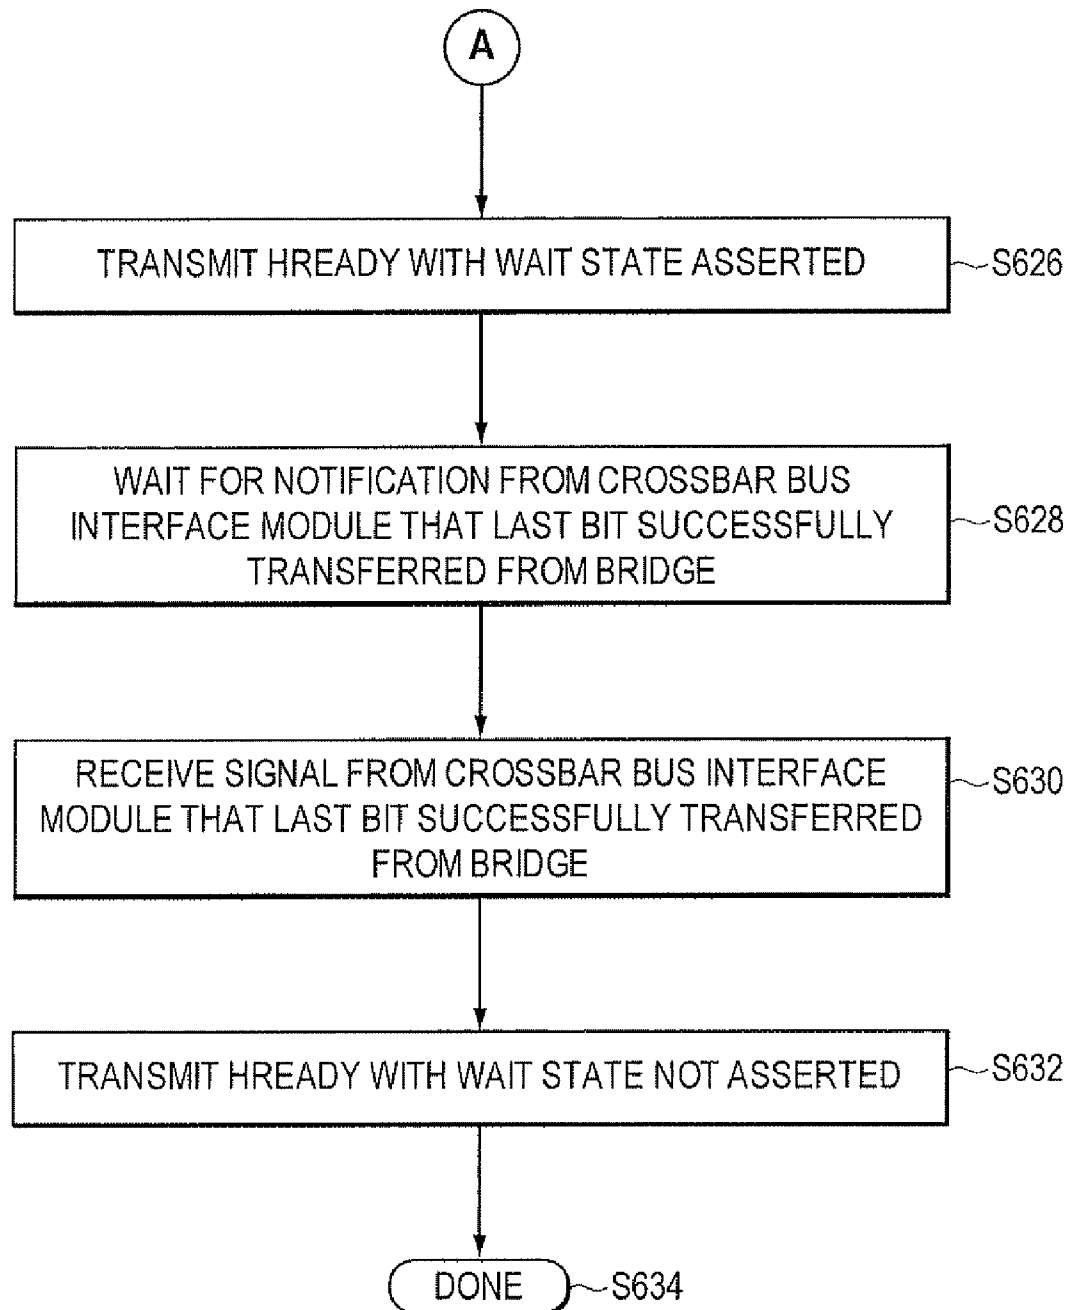 A
TRANSMIT HREADY WITH WAIT STATE ASSERTED
S626
WAIT FOR NOTIFICATION FROM CROSSBAR BUS
INTERFACE MODULE THAT LAST BIT SUCCESSFULLY
TRANSFERRED FROM BRIDGE
S628
RECEIVE SIGNAL FROM CROSSBAR BUS INTERFACE
MODULE THAT LAST BIT SUCCESSFULLY TRANSFERRED
FROM BRIDGE
S630
TRANSMIT HREADY WITH WAIT STATE NOT ASSERTED
S632
DONE
S634